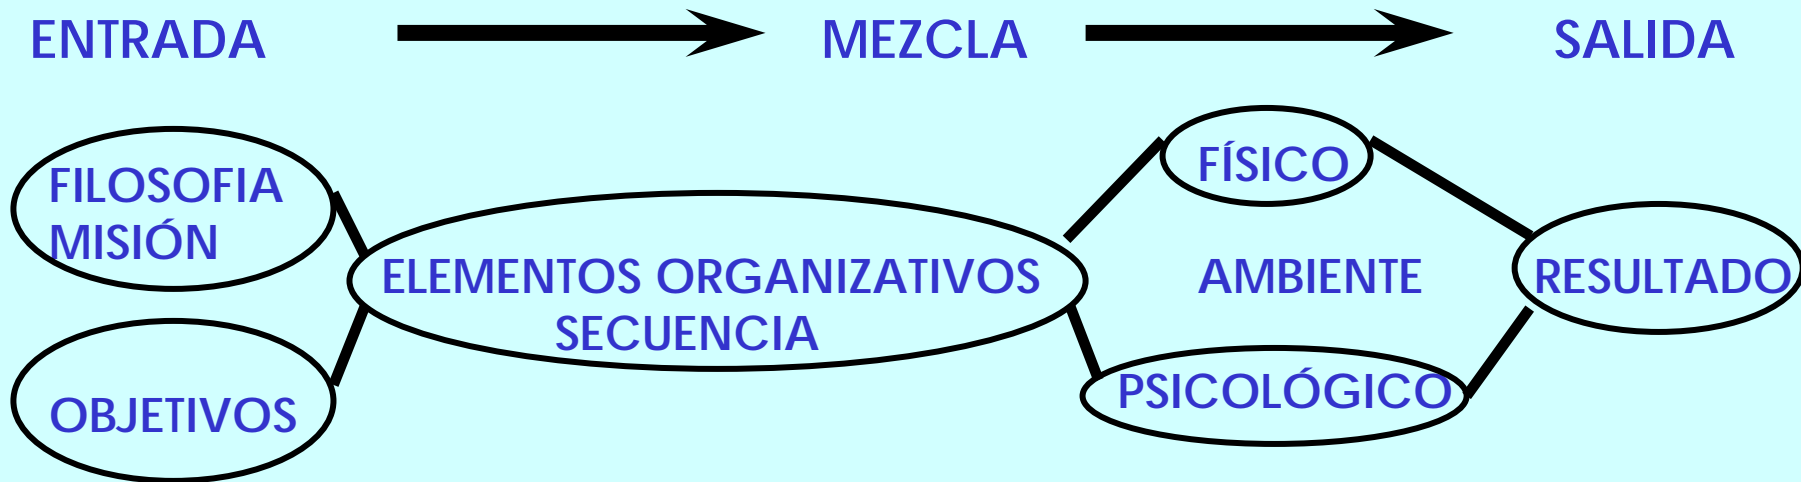 ENTRADA MEZCLA SALIDA
FILOSOFIA
MISIÓN
OBJETIVOS
ELEMENTOS ORGANIZATIVOS
SECUENCIA
FÍSICO
AMBIENTE
PSICOLÓGICO
RESULTADO